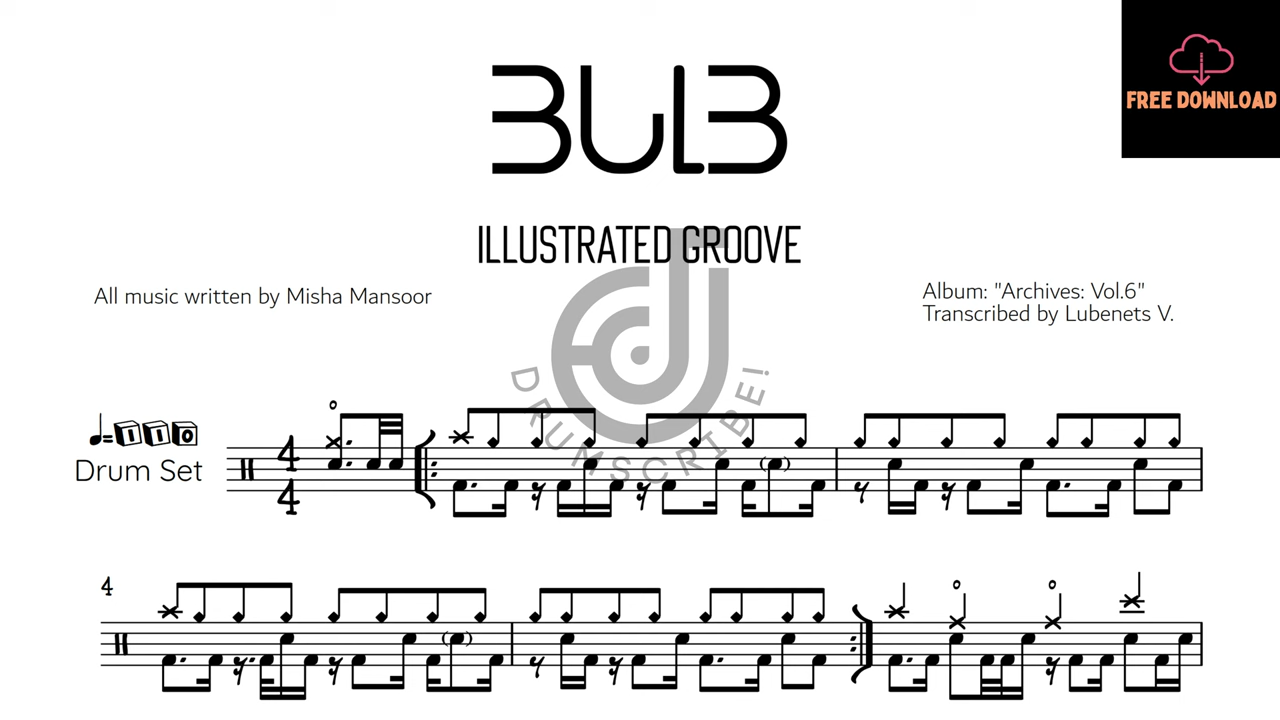 BULB
FREE DOWNLOAD
ILLUSTRATED GROOVE
All music written by Misha Mansoor
Album: "Archives: Vol.6"
Transcribed by Lubenets V.
DRUMSCRIBE!
=110
Drum Set
4
4
4